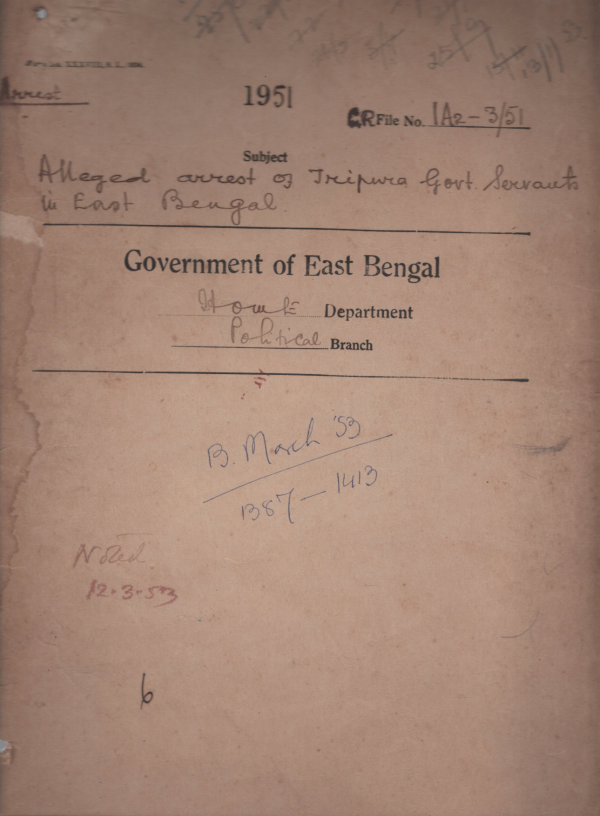 Arrest
1951
CR File No. 1A2-3/51
Subject
Alleged arrest of Tripura Govt. Servants
in East Bengal.
Government of East Bengal
Home Department
Political Branch
B. March '53
1387 - 1413
Noted.
12.3.53
6